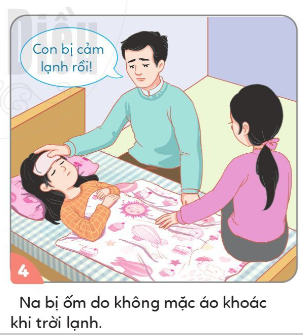 Con bị cảm
lạnh rồi!
4
Na bị ốm do không mặc áo khoác
khi trời lạnh.